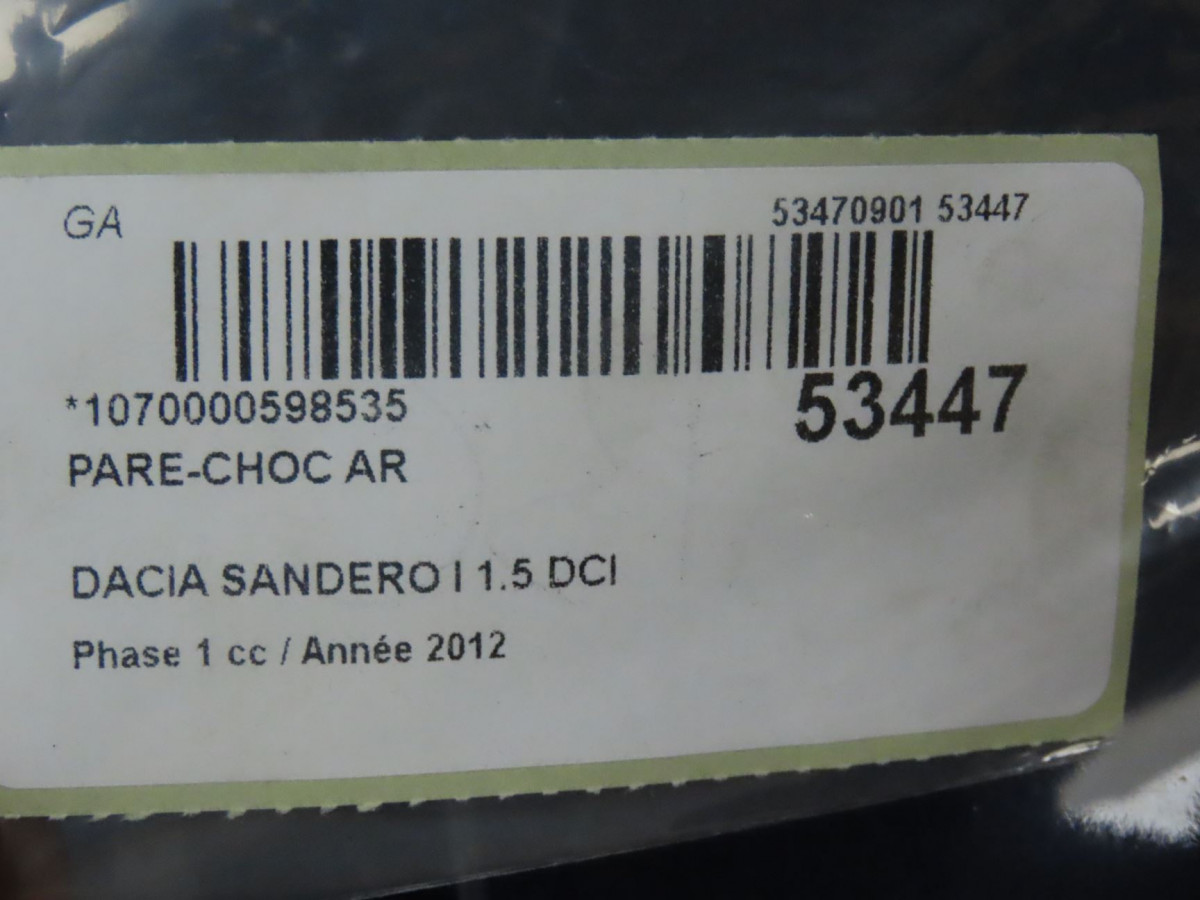 GA
53470901 53447
*1070000598535
53447
PARE-CHOC AR
DACIA SANDERO I 1.5 DCI
Phase 1 cc / Année 2012